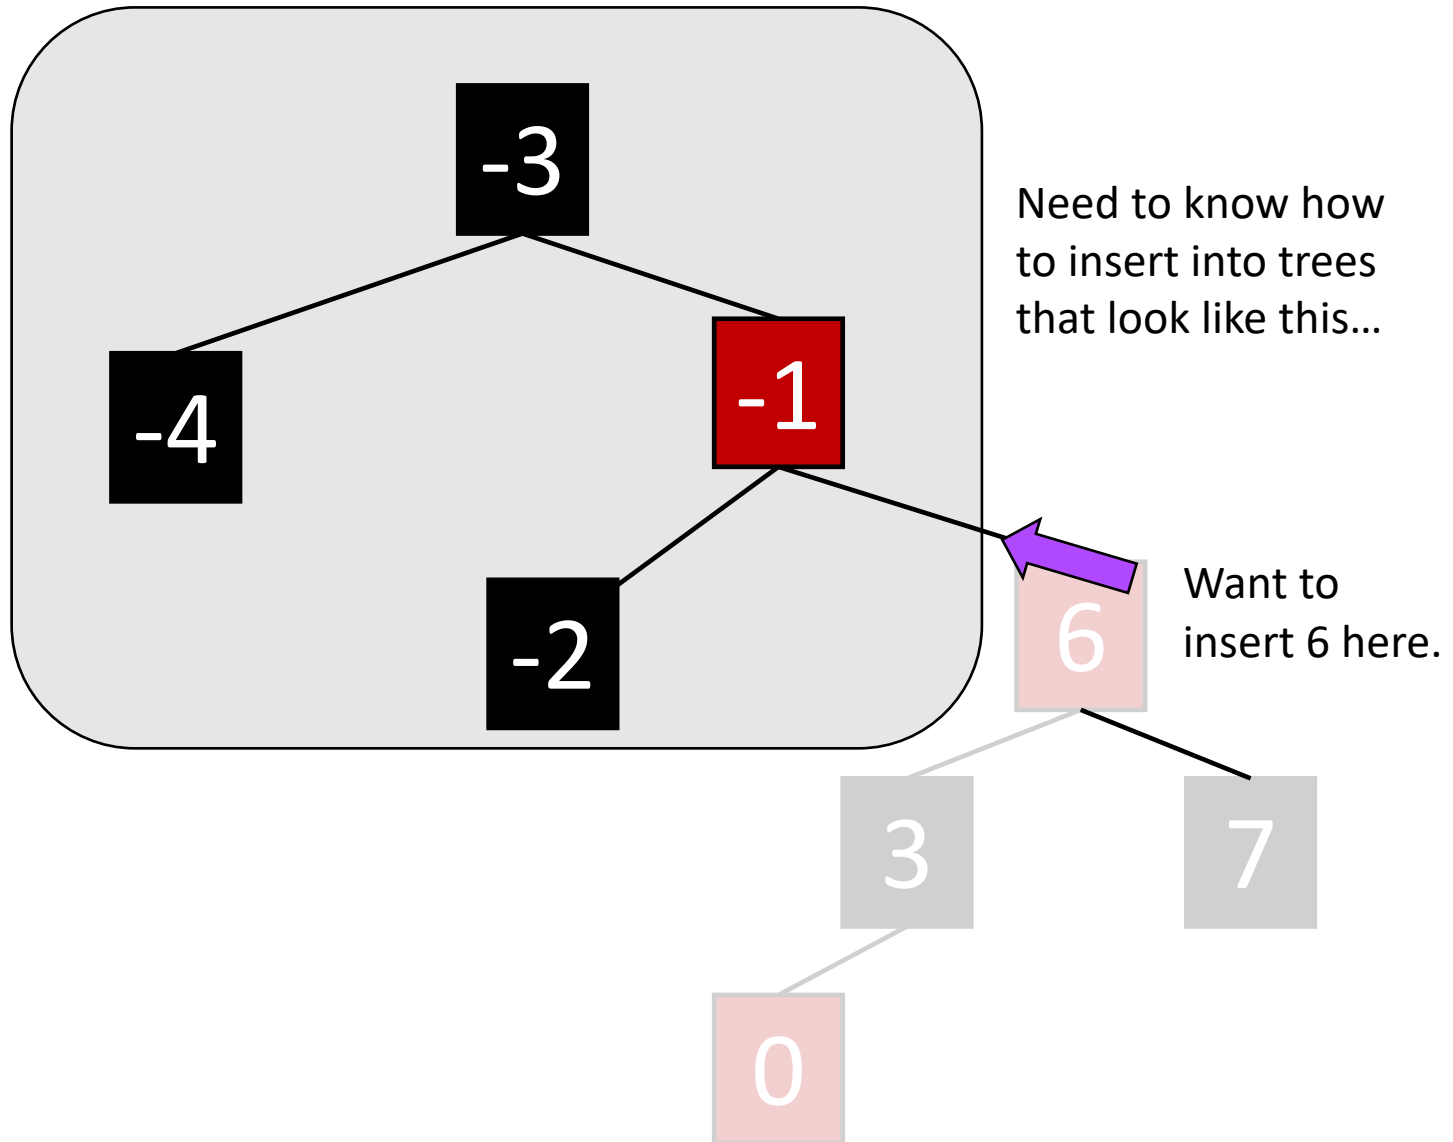 -3
Need to know how
to insert into trees
that look like this…
-4
-1
Want to
insert 6 here.
6
-2
3
7
0